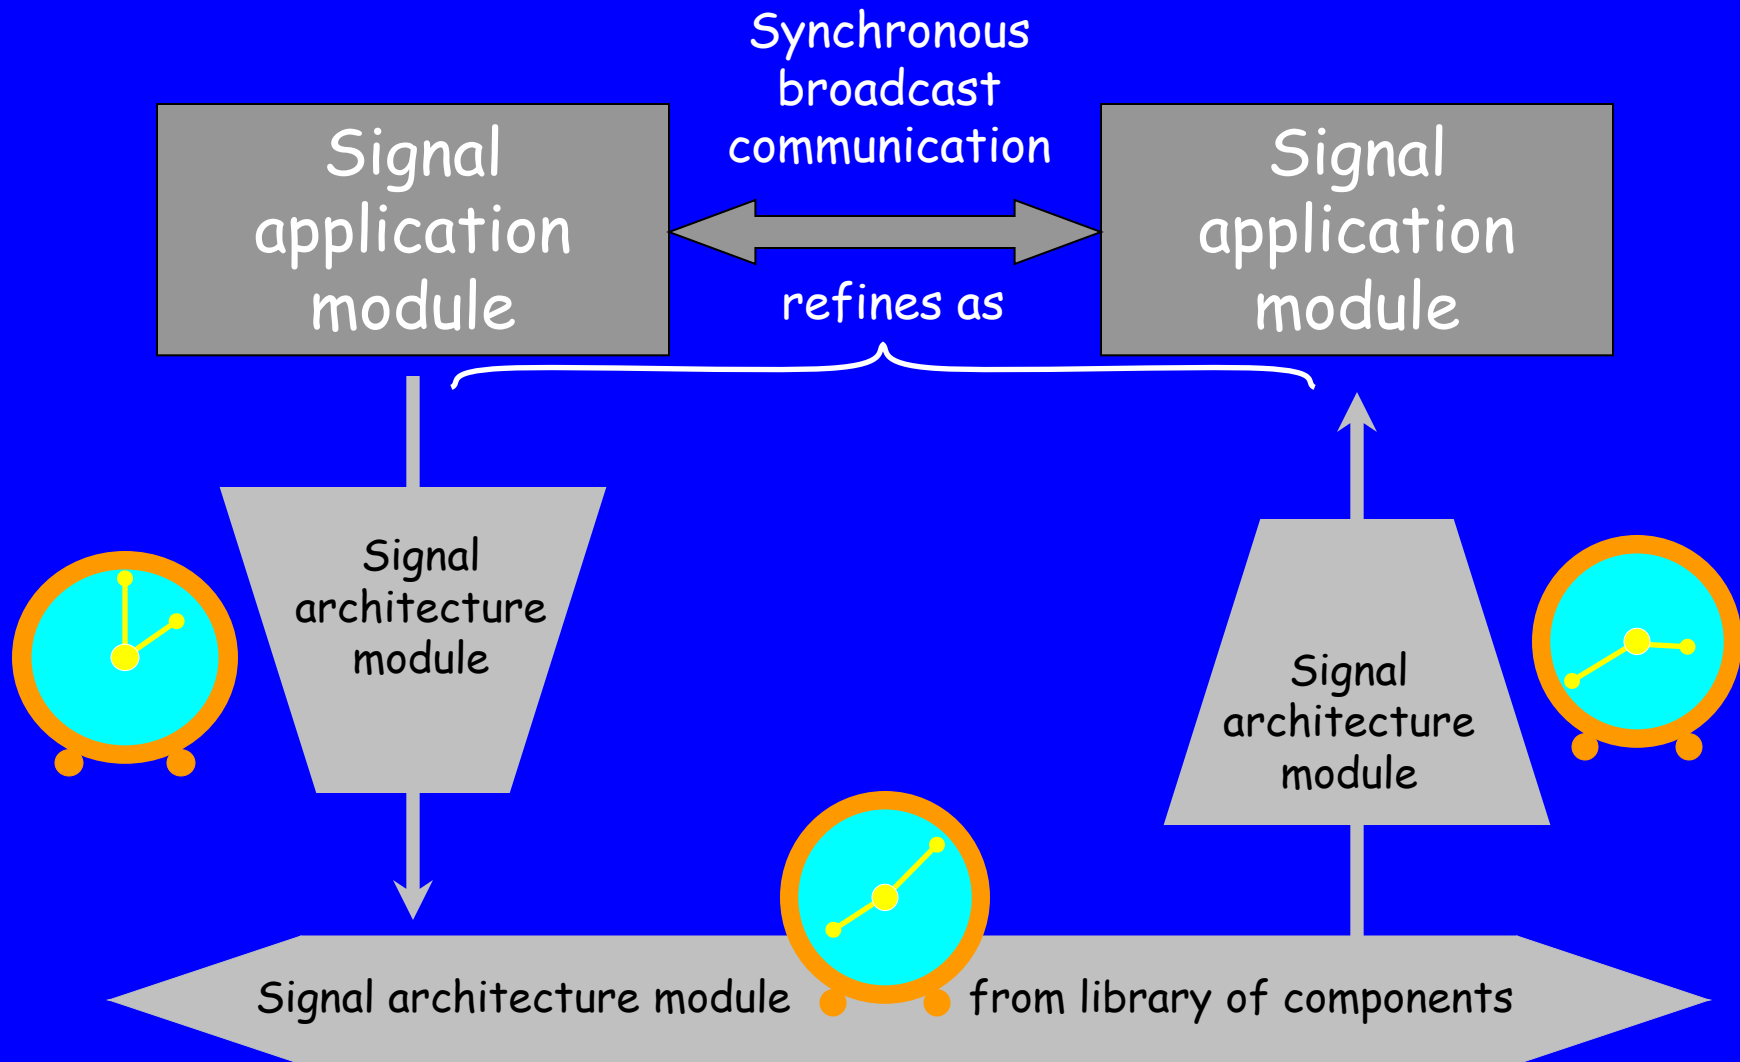 Synchronous
broadcast
communication
Signal
application
module
Signal
application
module
refines as
Signal
architecture
module
Signal
architecture
module
Signal architecture module from library of components